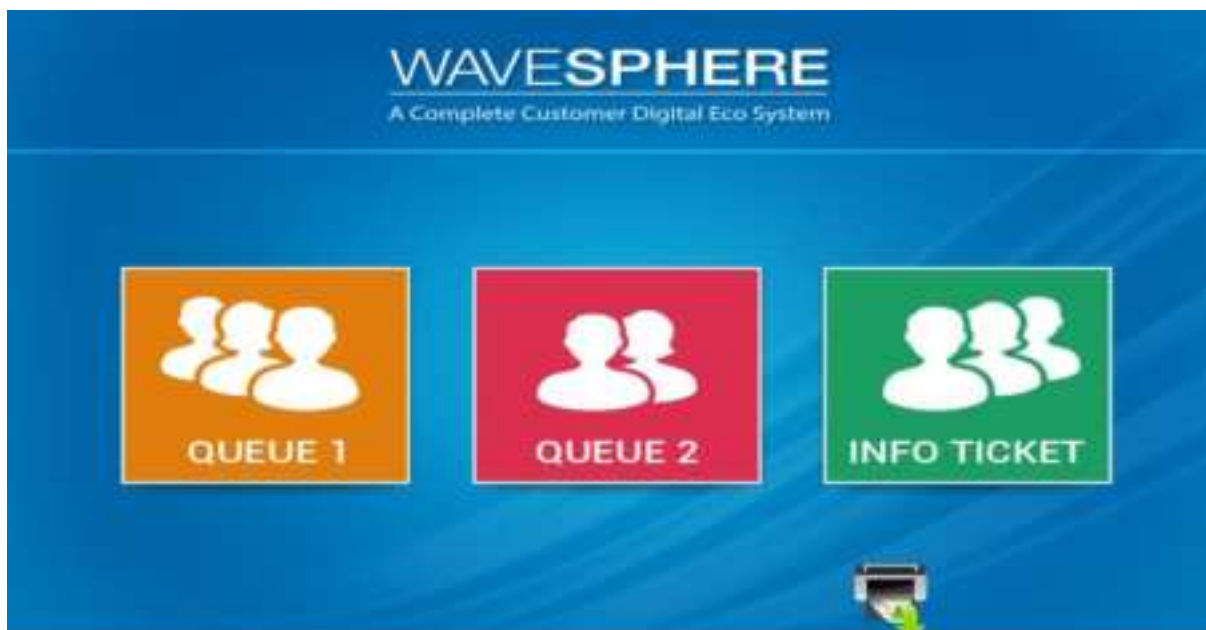 WAVESPHERE
A Complete Customer Digital Eco System
QUEUE 1
QUEUE 2
INFO TICKET